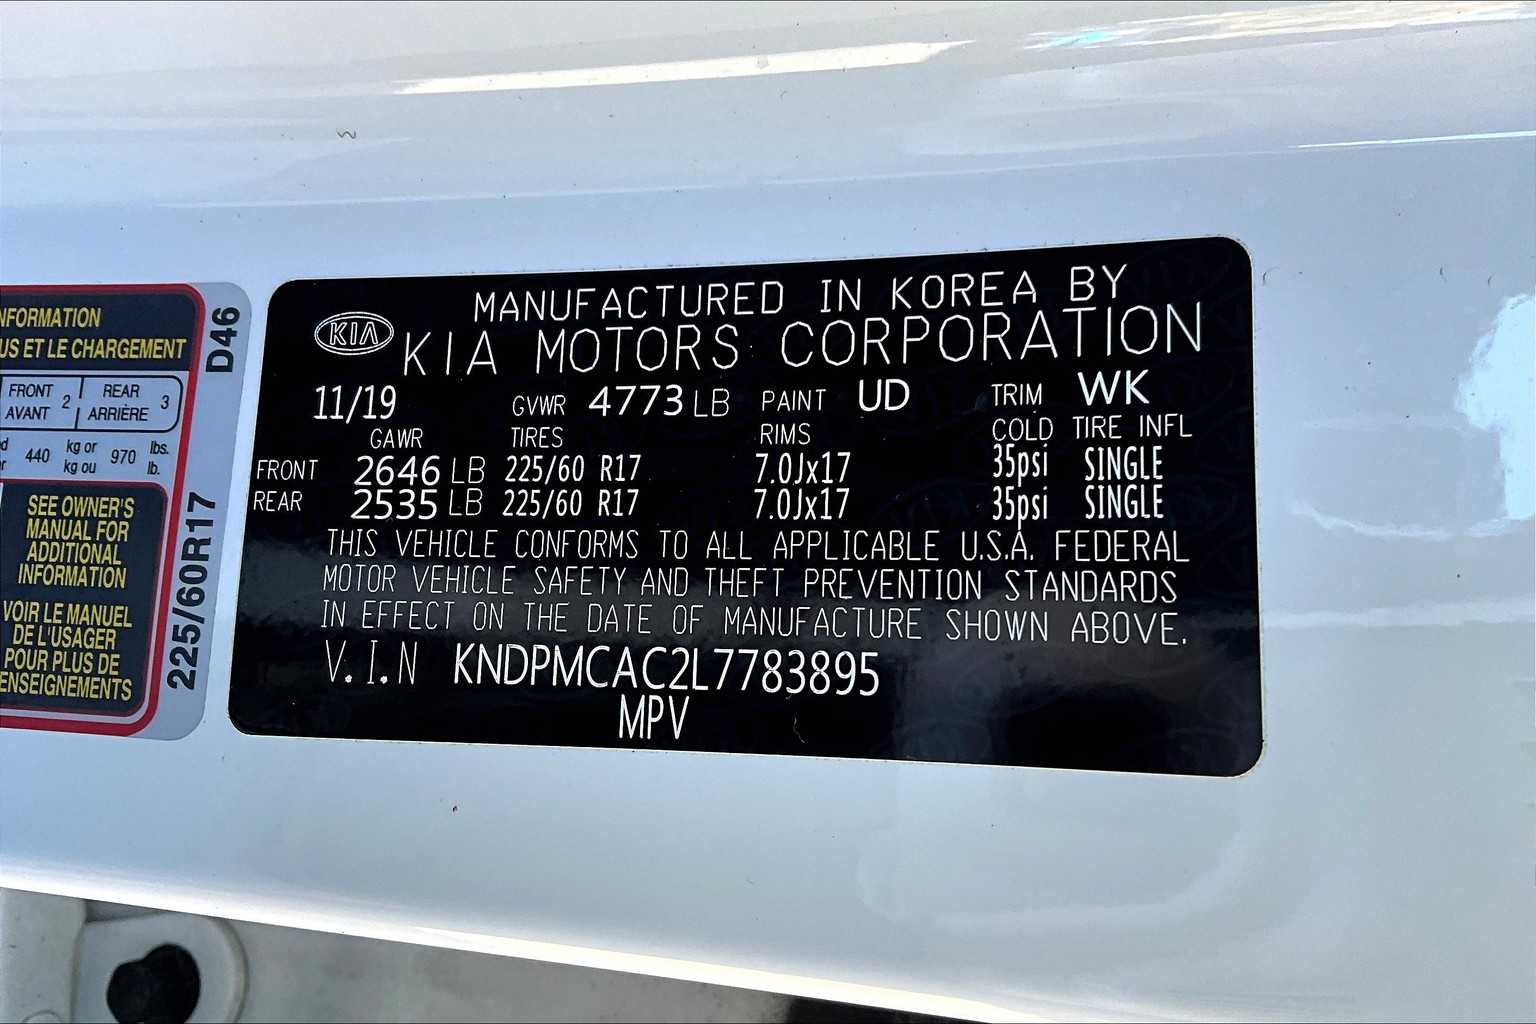 NFORMATION
US ET LE CHARGEMENT
FRONT 2 REAR 3
AVANT ARRIÈRE
440 kg or 970 lbs.
kg ou lb.
SEE OWNER'S
MANUAL FOR
ADDITIONAL
INFORMATION
VOIR LE MANUEL
DE L'USAGER
POUR PLUS DE
ENSEIGNEMENTS
D46
225/60R17
MANUFACTURED IN KOREA BY
KIA KIA MOTORS CORPORATION
11/19 GVWR 4773 LB PAINT UD TRIM WK
GAWR TIRES RIMS COLD TIRE INFL
FRONT 2646 LB 225/60 R17 7.0Jx17 35psi SINGLE
REAR 2535 LB 225/60 R17 7.0Jx17 35psi SINGLE
THIS VEHICLE CONFORMS TO ALL APPLICABLE U.S.A. FEDERAL
MOTOR VEHICLE SAFETY AND THEFT PREVENTION STANDARDS
IN EFFECT ON THE DATE OF MANUFACTURE SHOWN ABOVE.
V.I.N KNDPMCAC2L7783895
MPV